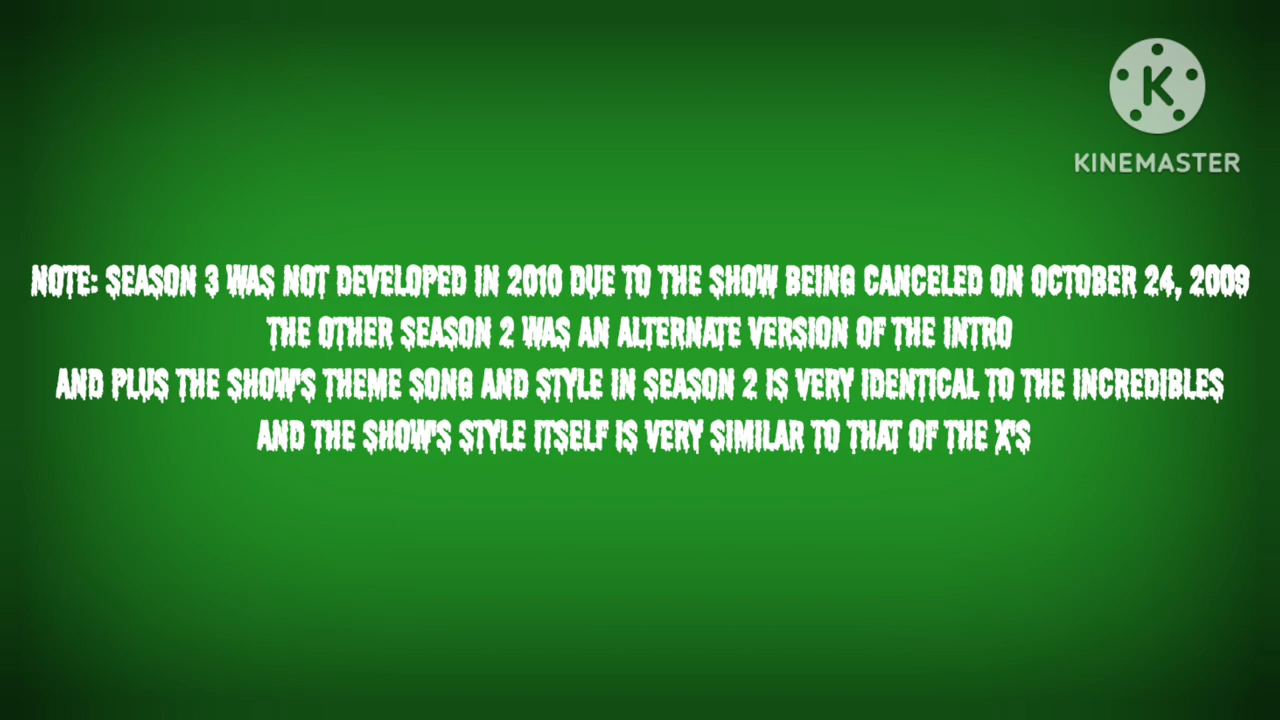 K
KINEMASTER
NOTE: SEASON 3 WAS NOT DEVELOPED IN 2010 DUE TO THE SHOW BEING CANCELED ON OCTOBER 24, 2009
THE OTHER SEASON 2 WAS AN ALTERNATE VERSION OF THE INTRO
AND PLUS THE SHOW'S THEME SONG AND STYLE IN SEASON 2 IS VERY IDENTICAL TO THE INCREDIBLES
AND THE SHOW'S STYLE ITSELF IS VERY SIMILAR TO THAT OF THE X'S